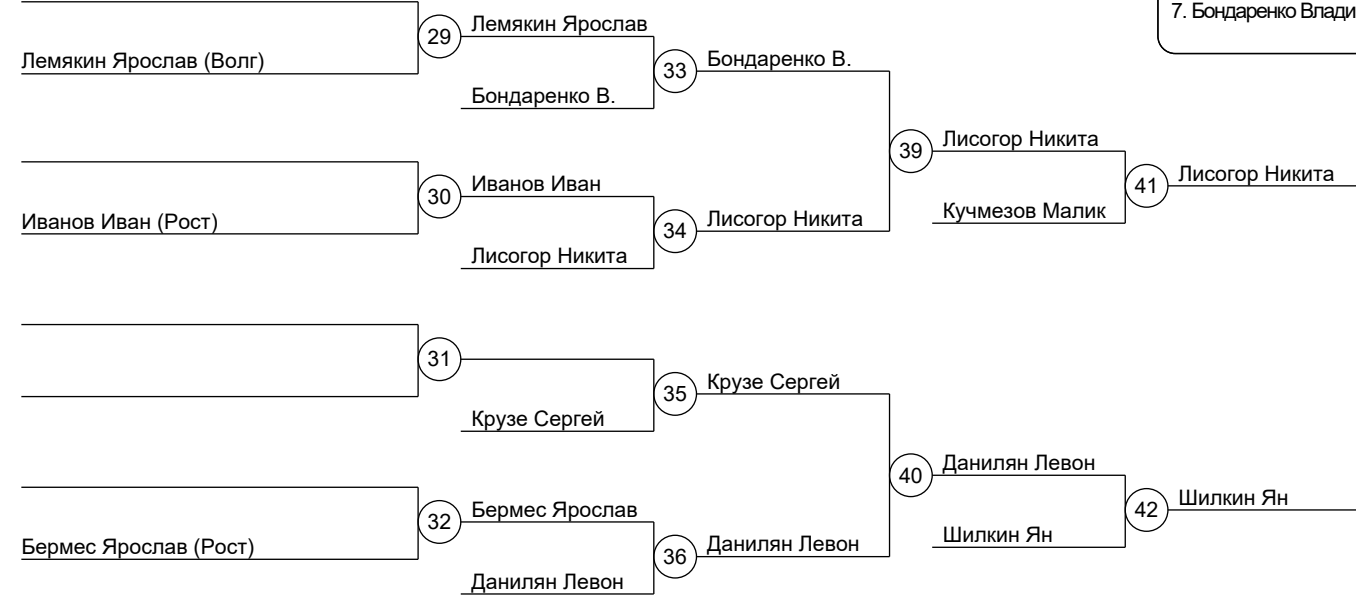 7. Бондаренко Влади
29
Лемякин Ярослав
Лемякин Ярослав (Волг)
33
Бондаренко В.
Бондаренко В.
39
Лисогор Никита
41
Лисогор Никита
30
Иванов Иван
Иванов Иван (Рост)
34
Лисогор Никита
Кучмезов Малик
Лисогор Никита
31
35
Крузе Сергей
Крузе Сергей
40
Данилян Левон
42
Шилкин Ян
32
Бермес Ярослав
Шилкин Ян
Бермес Ярослав (Рост)
36
Данилян Левон
Данилян Левон